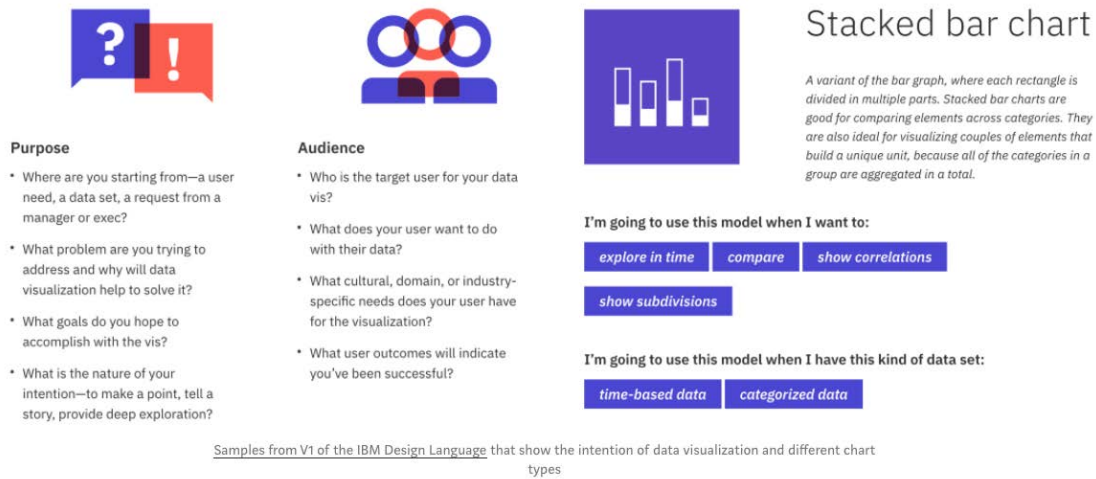 ? !
Purpose
• Where are you starting from—a user
need, a data set, a request from a
manager or exec?
• What problem are you trying to
address and why will data
visualization help to solve it?
• What goals do you hope to
accomplish with the vis?
• What is the nature of your
intention—to make a point, tell a
story, provide deep exploration?
Audience
• Who is the target user for your data
vis?
• What does your user want to do
with their data?
• What cultural, domain, or industry-
specific needs does your user have
for the visualization?
• What user outcomes will indicate
you’ve been successful?
Stacked bar chart
A variant of the bar graph, where each rectangle is
divided in multiple parts. Stacked bar charts are
good for comparing elements across categories. They
are also ideal for visualizing couples of elements that
build a unique unit, because all of the categories in a
group are aggregated in a total.
I’m going to use this model when I want to:
explore in time compare show correlations
show subdivisions
I’m going to use this model when I have this kind of data set:
time-based data categorized data
Samples from V1 of the IBM Design Language that show the intention of data visualization and different chart
types